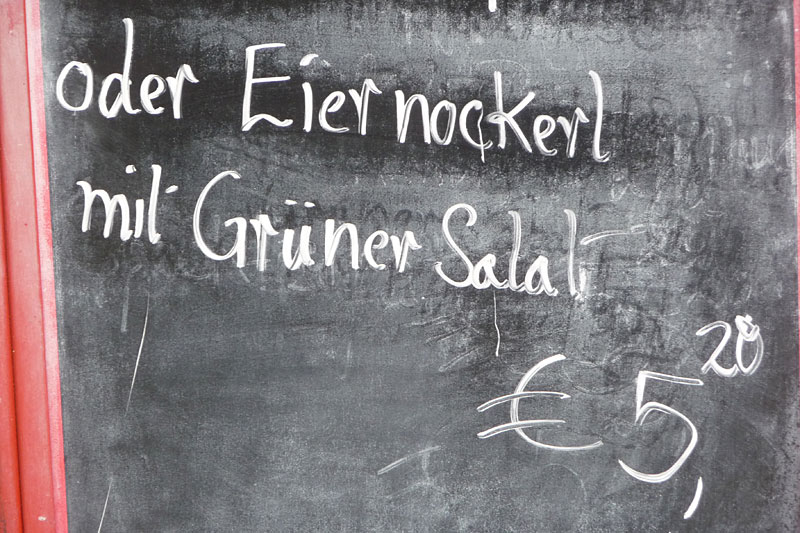 oder Eiernockerl
mit Grüner Salat
€ 5,20